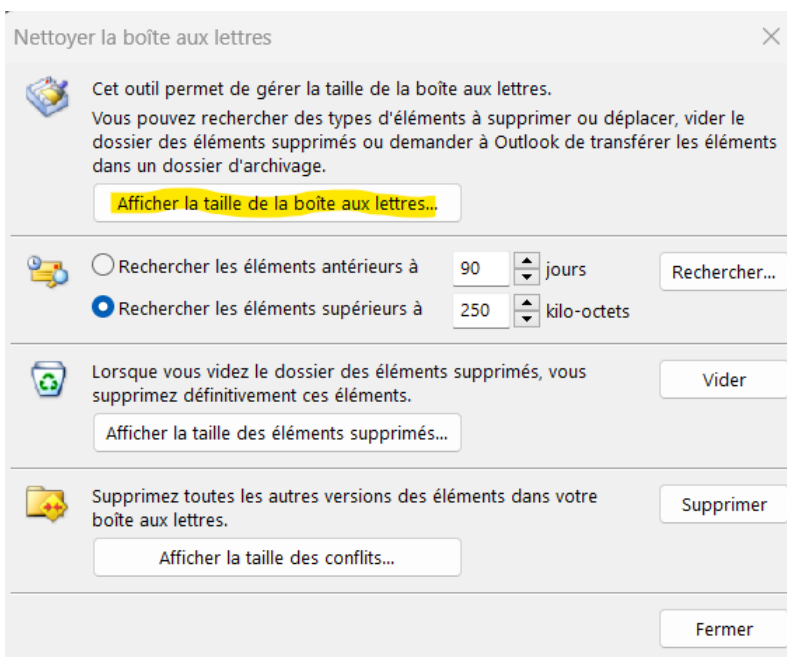 Nettoyer la boîte aux lettres
Cet outil permet de gérer la taille de la boîte aux lettres.
Vous pouvez rechercher des types d'éléments à supprimer ou déplacer, vider le
dossier des éléments supprimés ou demander à Outlook de transférer les éléments
dans un dossier d'archivage.
Afficher la taille de la boîte aux lettres...
Rechercher les éléments antérieurs à 90 jours Rechercher...
Rechercher les éléments supérieurs à 250 kilo-octets
Lorsque vous videz le dossier des éléments supprimés, vous
supprimez définitivement ces éléments.
Vider
Afficher la taille des éléments supprimés...
Supprimez toutes les autres versions des éléments dans votre
boîte aux lettres.
Supprimer
Afficher la taille des conflits...
Fermer